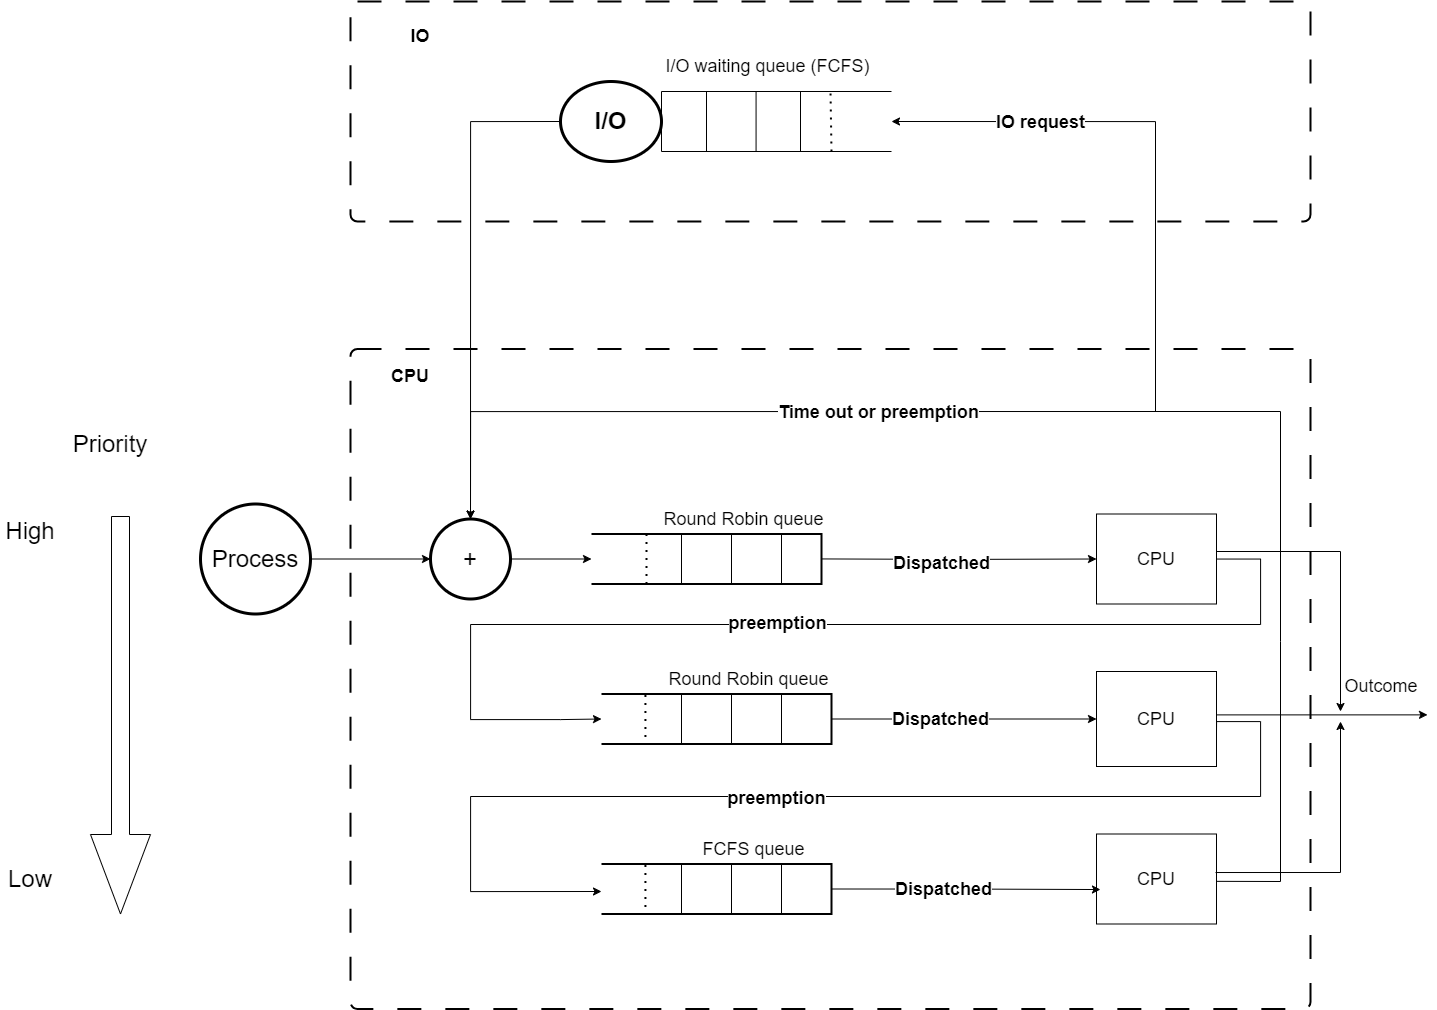 IO
I/O waiting queue (FCFS)
I/O
IO request
CPU
Time out or preemption
Priority
High
Process
+
Round Robin queue
Dispatched
CPU
preemption
Round Robin queue
Dispatched
CPU
Outcome
preemption
FCFS queue
Low
Dispatched
CPU